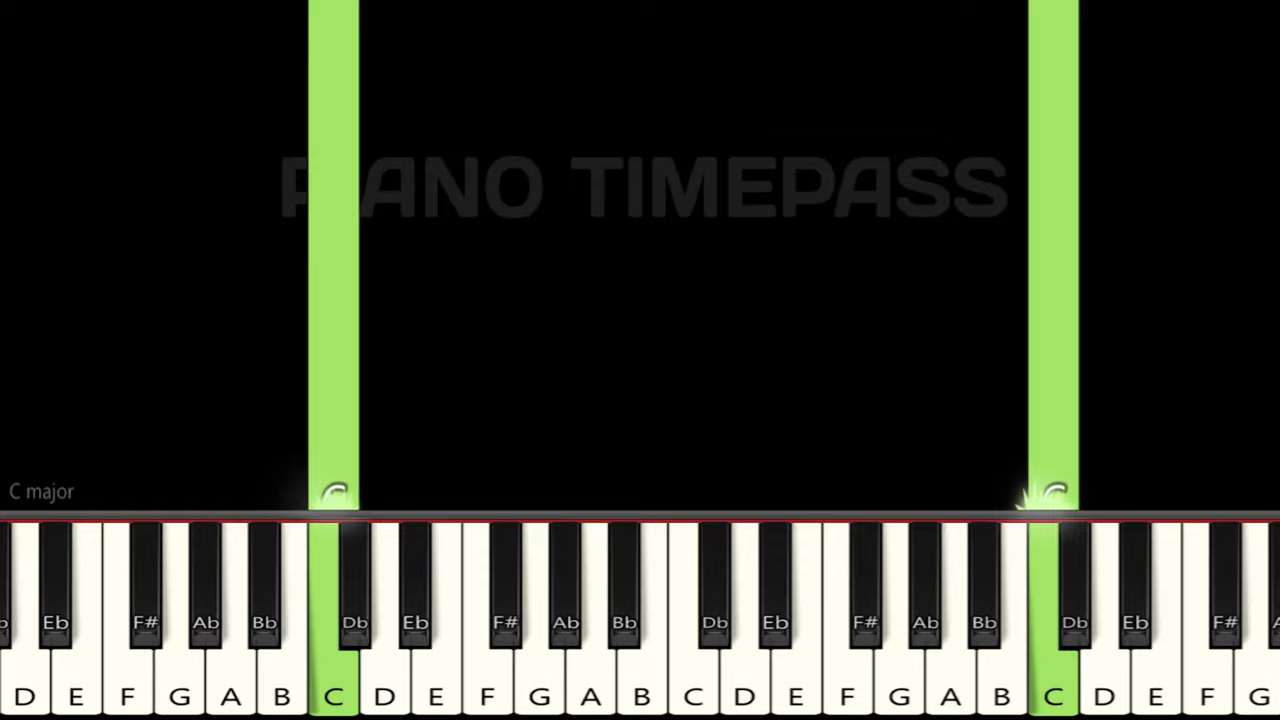 PIANO TIMEPASS
C C
C major
Eb F# Ab Bb Db Eb F# Ab Bb Db Eb F# Ab Bb Db Eb F#
D E F G A B C D E F G A B C D E F G A B C D E F G